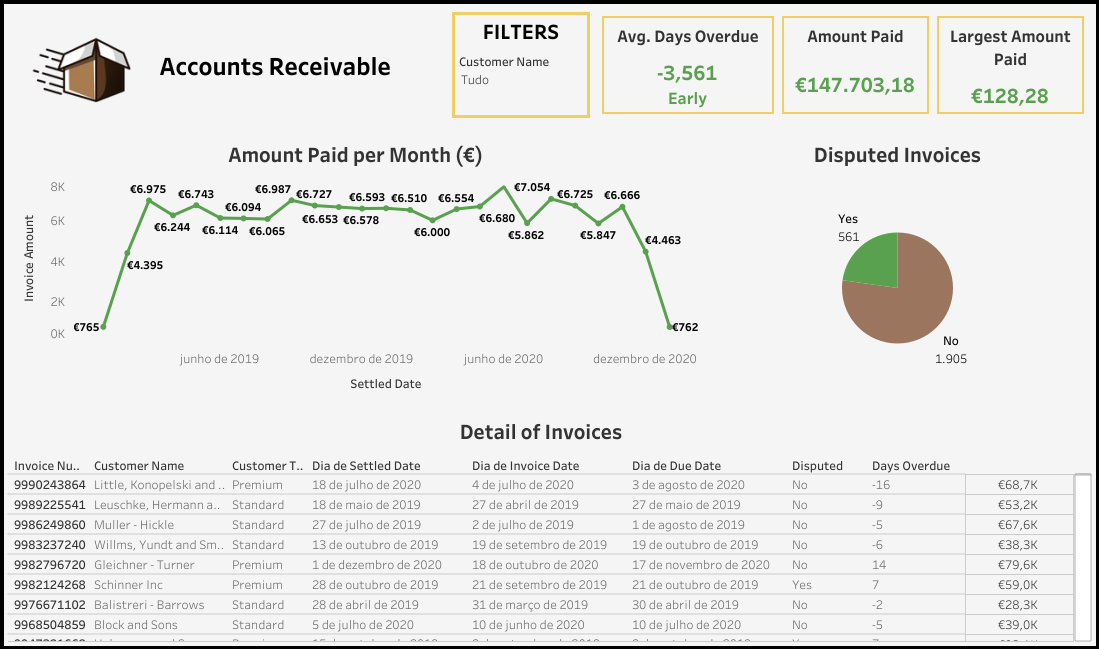 Accounts Receivable
FILTERS
Customer Name
Tudo
Avg. Days Overdue
-3,561
Early
Amount Paid
€147.703,18
Largest Amount
Paid
€128,28
Amount Paid per Month (€)
Invoice Amount
8K
6K
4K
2K
0K
€765
€4.395
€6.975
€6.244
€6.743
€6.114
€6.094
€6.065
€6.987
€6.727
€6.653
€6.593
€6.578
€6.510
€6.000
€6.554
€6.680
€7.054
€5.862
€6.725
€5.847
€6.666
€4.463
€762
junho de 2019 dezembro de 2019 junho de 2020 dezembro de 2020
Settled Date
Disputed Invoices
Yes
561
No
1.905
Detail of Invoices
Invoice Nu.. Customer Name Customer T.. Dia de Settled Date Dia de Invoice Date Dia de Due Date Disputed Days Overdue
9990243864 Little, Konopelski and .. Premium 18 de julho de 2020 4 de julho de 2020 3 de agosto de 2020 No -16 €68,7K
9989225541 Leuschke, Hermann a.. Standard 18 de maio de 2019 27 de abril de 2019 27 de maio de 2019 No -9 €53,2K
9986249860 Muller - Hickle Standard 27 de julho de 2019 2 de julho de 2019 1 de agosto de 2019 No -5 €67,6K
9983237240 Willms, Yundt and Sm.. Standard 13 de outubro de 2019 19 de setembro de 2019 19 de outubro de 2019 No -6 €38,3K
9982796720 Gleichner - Turner Premium 1 de dezembro de 2020 18 de outubro de 2020 17 de novembro de 2020 No 14 €79,6K
9982124268 Schinner Inc Premium 28 de outubro de 2019 21 de setembro de 2019 21 de outubro de 2019 Yes 7 €59,0K
9976671102 Balistreri - Barrows Standard 28 de abril de 2019 31 de março de 2019 30 de abril de 2019 No -2 €28,3K
9968504859 Block and Sons Standard 5 de julho de 2020 10 de junho de 2020 10 de julho de 2020 No -5 €39,0K